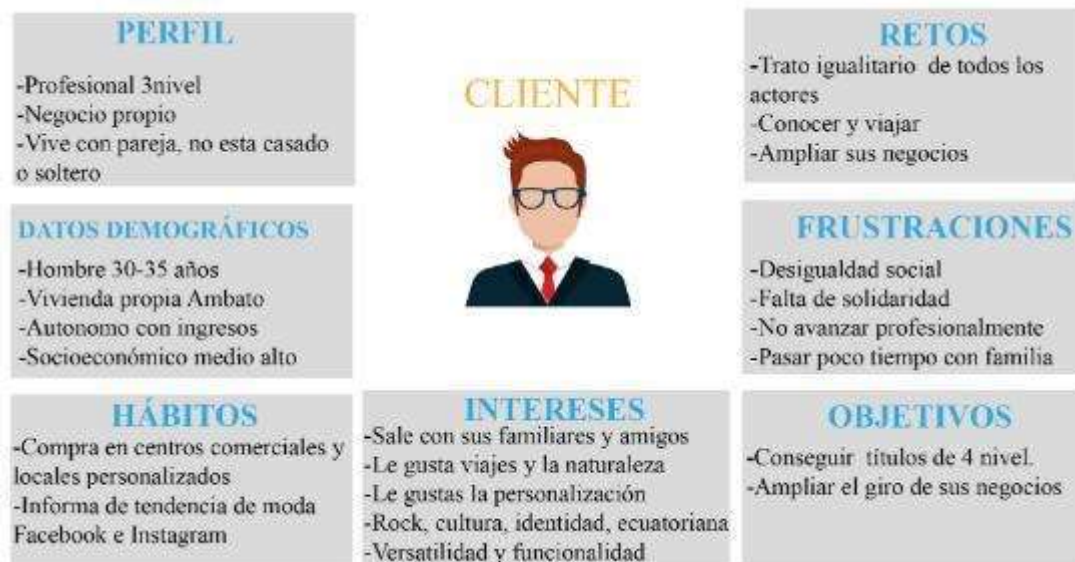 PERFIL
-Profesional 3nivel
-Negocio propio
-Vive con pareja, no esta casado
o soltero
DATOS DEMOGRÁFICOS
-Hombre 30-35 años
-Vivienda propia Ambato
-Autonomo con ingresos
-Socioeconómico medio alto
HÁBITOS
-Compra en centros comerciales y
locales personalizados
-Informa de tendencia de moda
Facebook e Instagram
CLIENTE
INTERESES
-Sale con sus familiares y amigos
-Le gusta viajes y la naturaleza
-Le gustas la personalización
-Rock, cultura, identidad, ecuatoriana
-Versatilidad y funcionalidad
RETOS
-Trato igualitario de todos los
actores
-Conocer y viajar
-Ampliar sus negocios
FRUSTRACIONES
-Desigualdad social
-Falta de solidaridad
-No avanzar profesionalmente
-Pasar poco tiempo con familia
OBJETIVOS
-Conseguir títulos de 4 nivel.
-Ampliar el giro de sus negocios